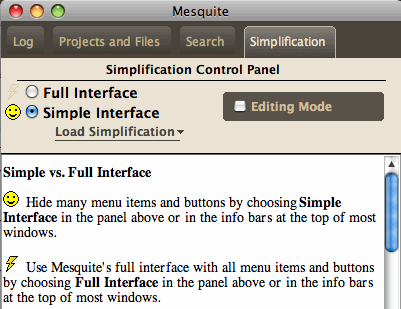 Mesquite
Log Projects and Files Search Simplification
Simplification Control Panel
Full Interface
Simple Interface
Editing Mode
Load Simplification
Simple vs. Full Interface
Hide many menu items and buttons by choosing Simple
Interface in the panel above or in the info bars at the top of most
windows.
Use Mesquite's full interface with all menu items and buttons
by choosing Full Interface in the panel above or in the info bars
at the top of most windows.